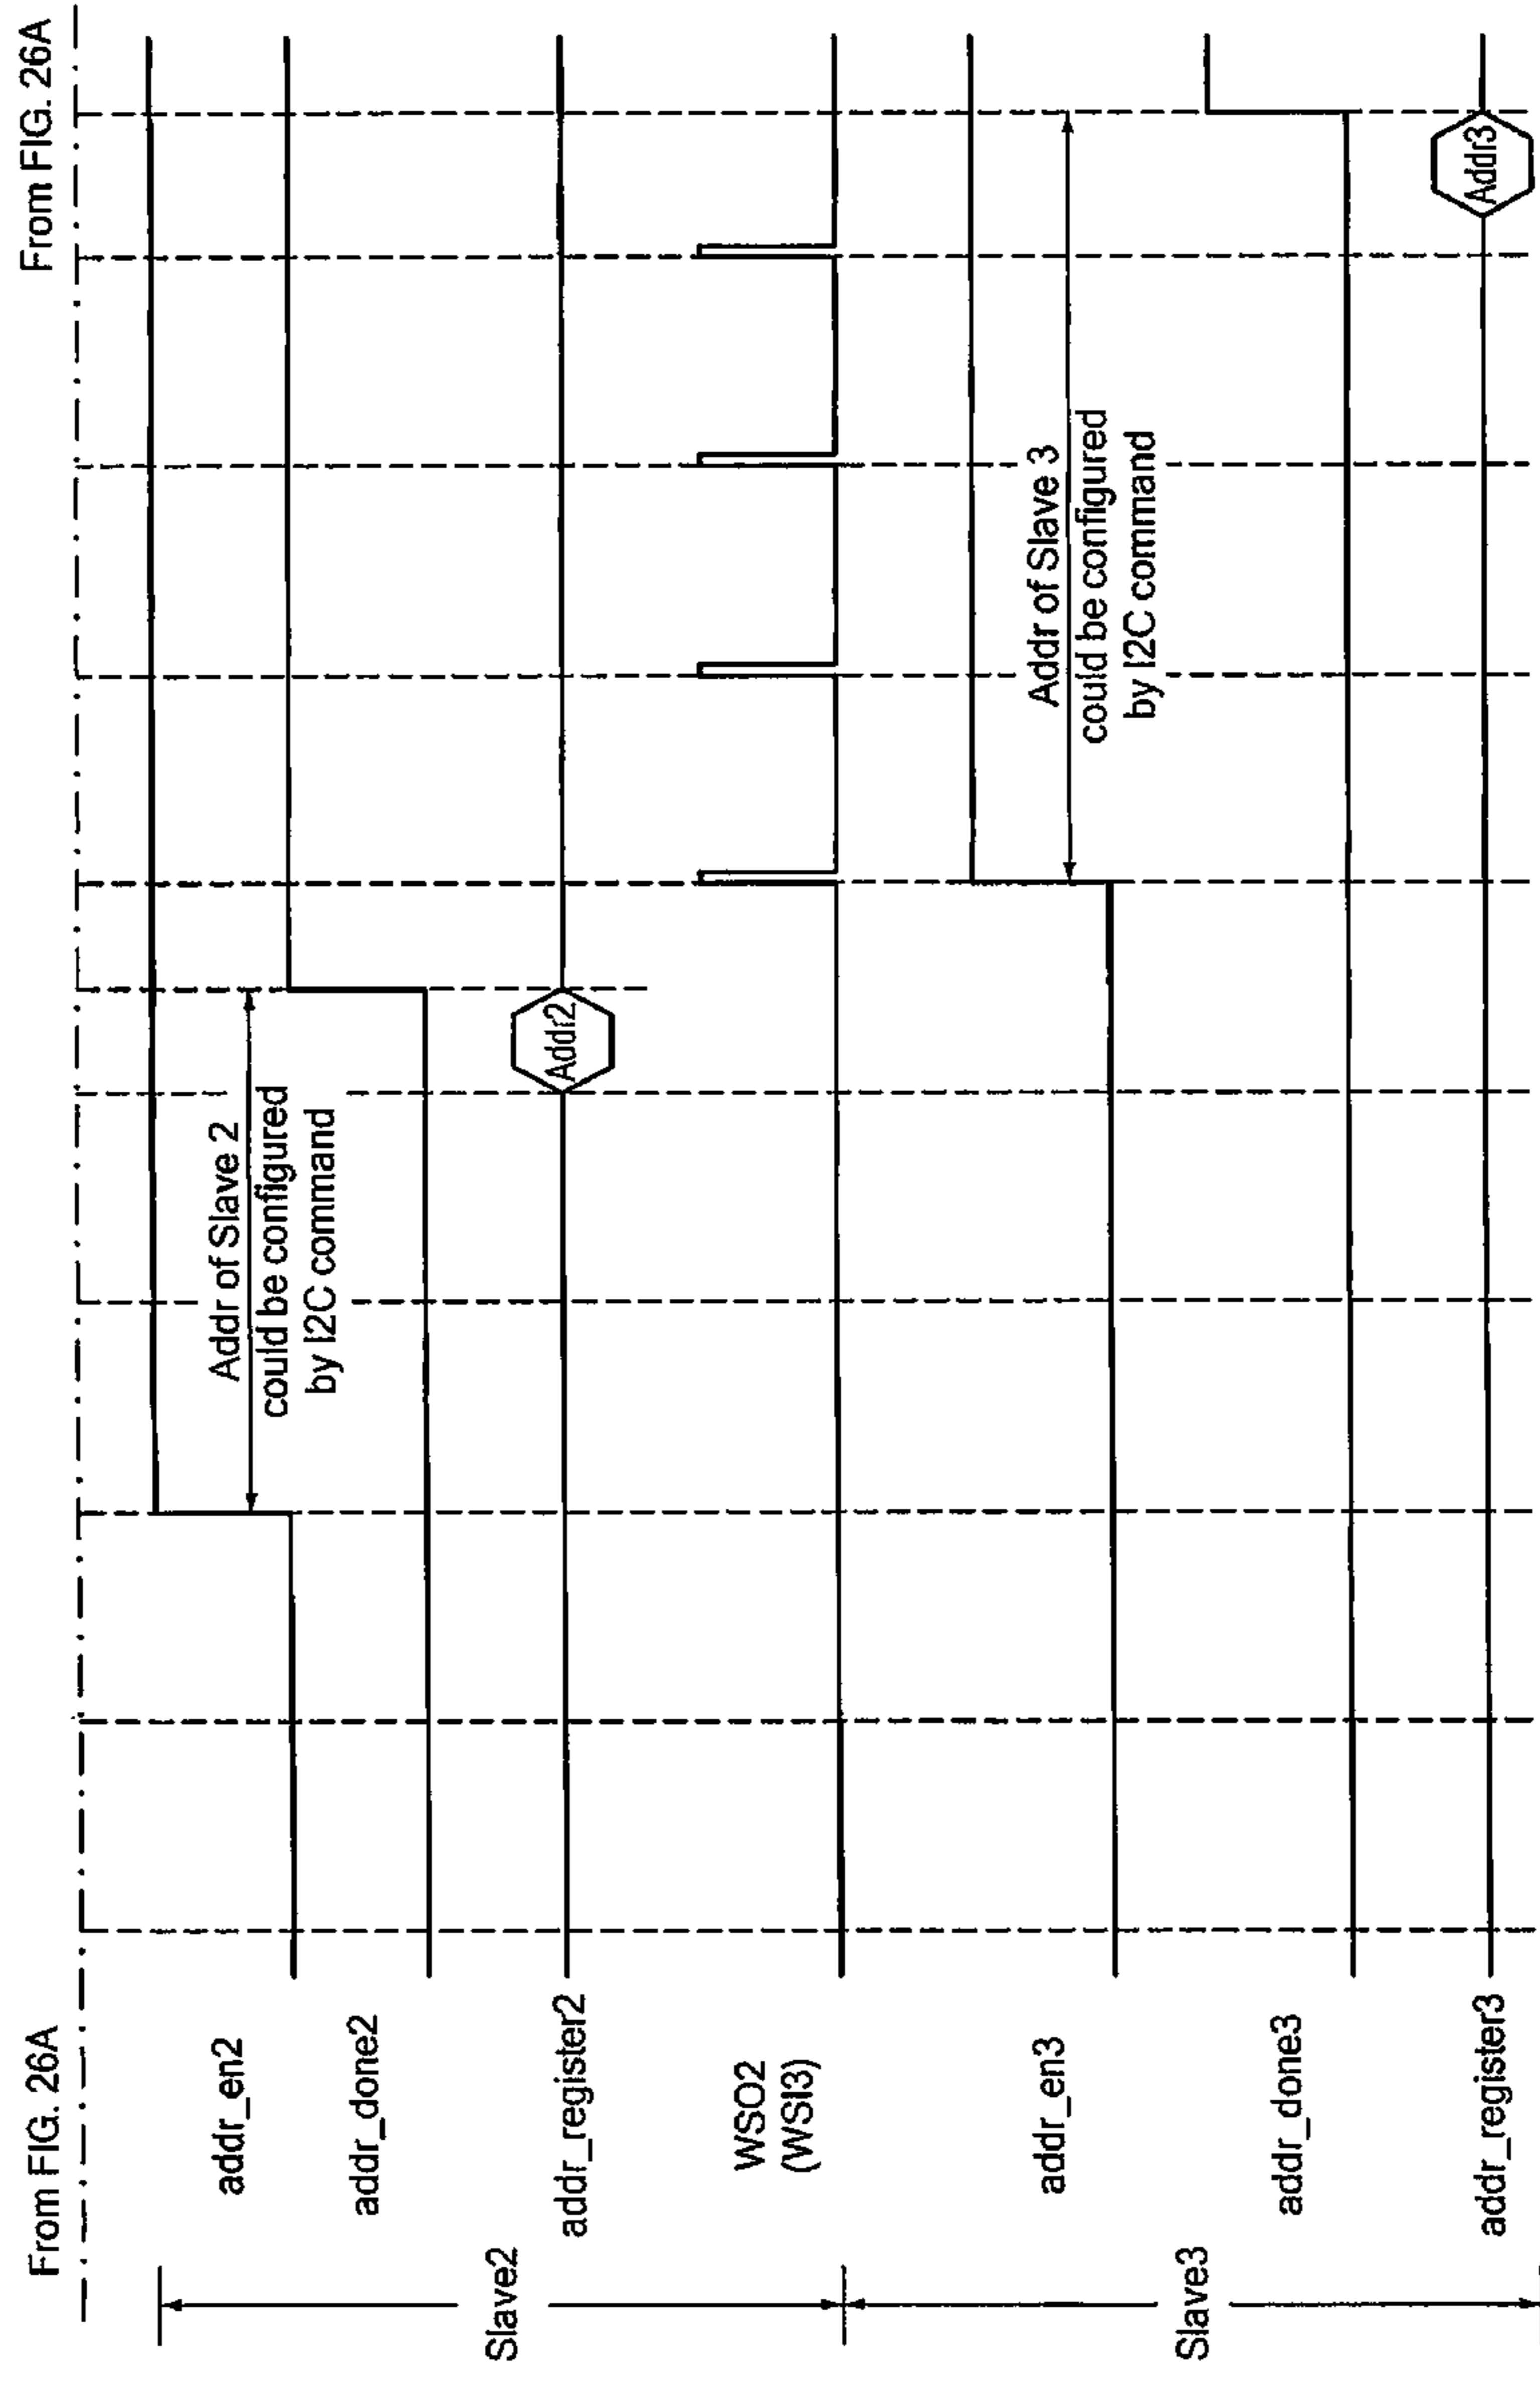 From FIG. 26A
From FIG. 26A
Slave2
addr_en2
Addr of Slave 2
could be configured
by I2C command
addr_done2
addr_register2
Addr2
WSO2
(WSI3)
Slave3
addr_en3
Addr of Slave 3
could be configured
by I2C command
addr_done3
addr_register3
Addr3